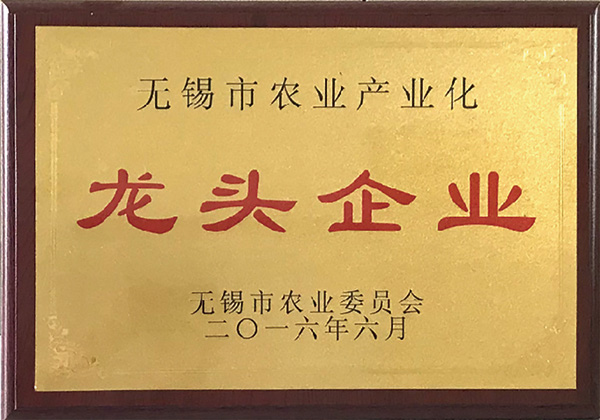 无锡市农业产业化
龙头企业
无锡市农业委员会
二〇一六年六月